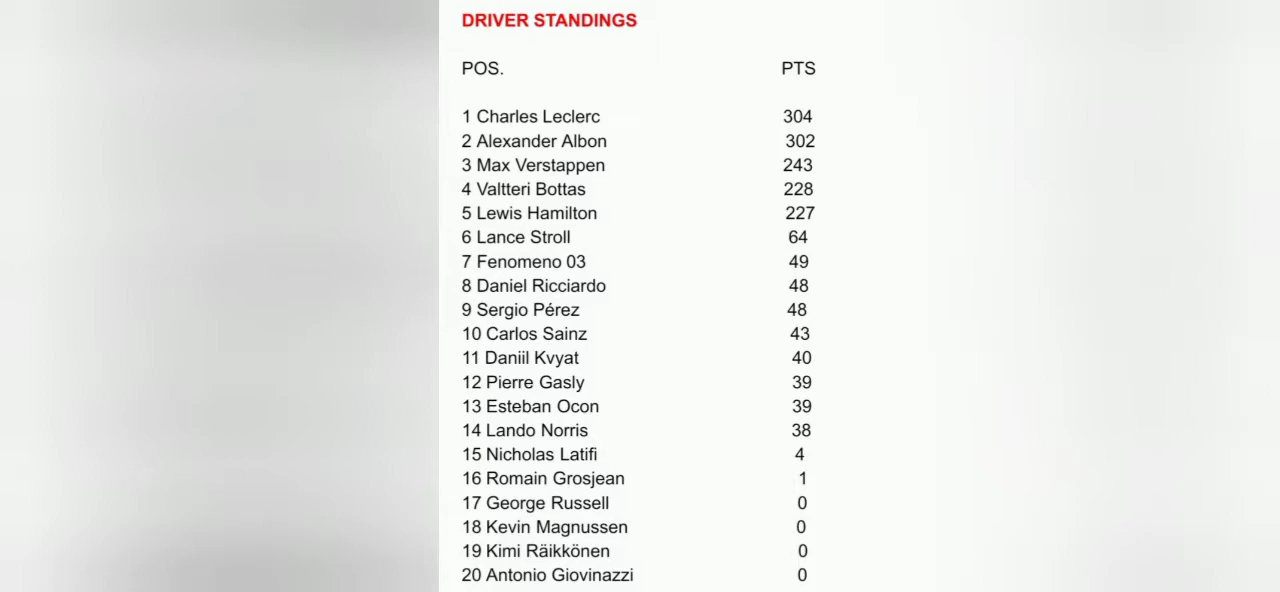 DRIVER STANDINGS
POS. PTS
1 Charles Leclerc 304
2 Alexander Albon 302
3 Max Verstappen 243
4 Valtteri Bottas 228
5 Lewis Hamilton 227
6 Lance Stroll 64
7 Fenomeno 03 49
8 Daniel Ricciardo 48
9 Sergio Pérez 48
10 Carlos Sainz 43
11 Daniil Kvyat 40
12 Pierre Gasly 39
13 Esteban Ocon 39
14 Lando Norris 38
15 Nicholas Latifi 4
16 Romain Grosjean 1
17 George Russell 0
18 Kevin Magnussen 0
19 Kimi Räikkönen 0
20 Antonio Giovinazzi 0